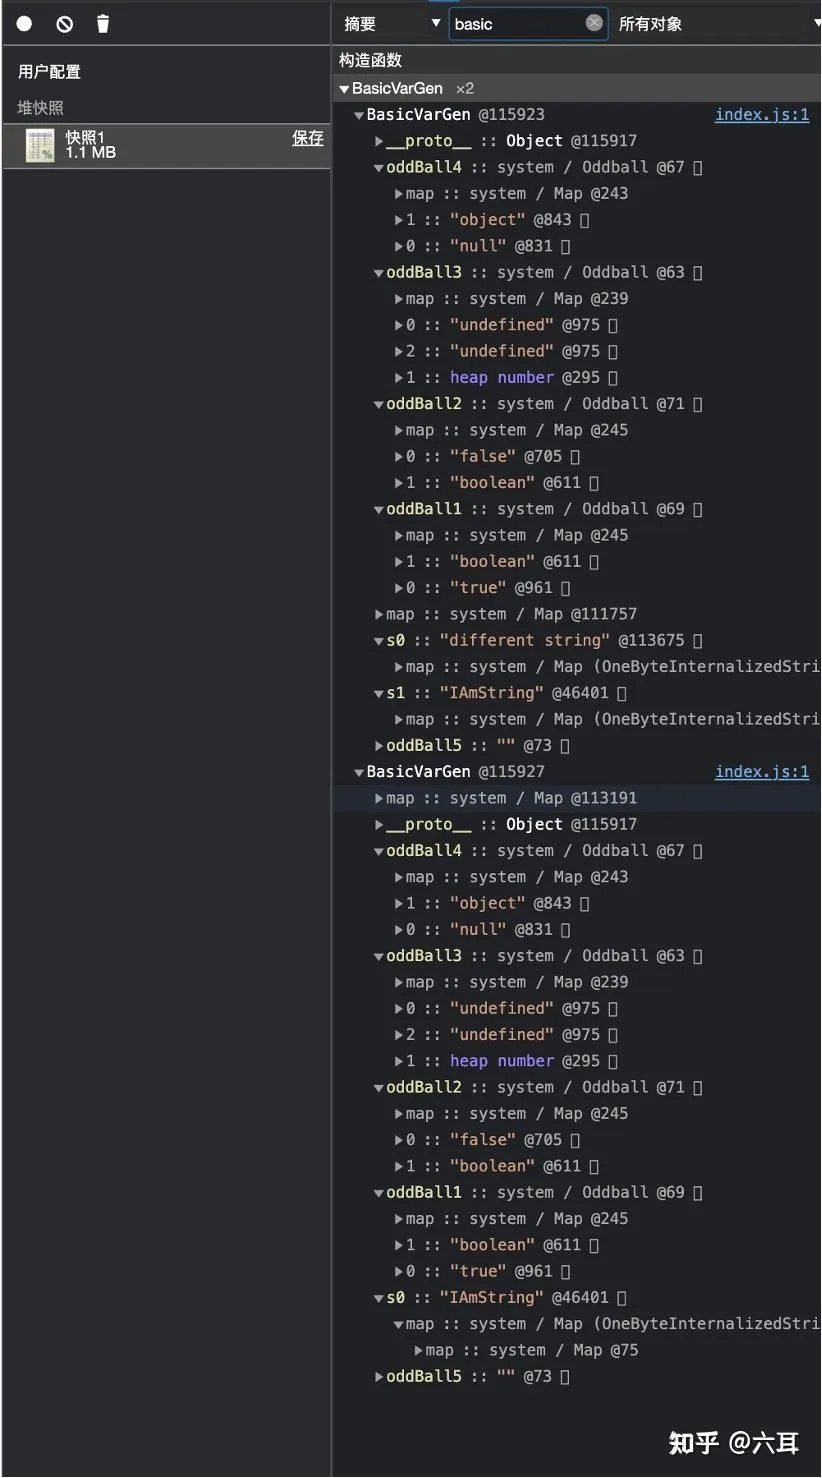 摘要 ▼ basic 所有对象 ▼
用户配置
堆快照
快照1 保存
1.1 MB
构造函数
▼BasicVarGen ×2
▼BasicVarGen @115923 index.js:1
▶__proto__ :: Object @115917
▼oddBall4 :: system / Oddball @67 ▯
▶map :: system / Map @243
▶1 :: "object" @843 ▯
▶0 :: "null" @831 ▯
▼oddBall3 :: system / Oddball @63 ▯
▶map :: system / Map @239
▶0 :: "undefined" @975 ▯
▶2 :: "undefined" @975 ▯
▶1 :: heap number @295 ▯
▼oddBall2 :: system / Oddball @71 ▯
▶map :: system / Map @245
▶0 :: "false" @705 ▯
▶1 :: "boolean" @611 ▯
▼oddBall1 :: system / Oddball @69 ▯
▶map :: system / Map @245
▶1 :: "boolean" @611 ▯
▶0 :: "true" @961 ▯
▶map :: system / Map @111757
▼s0 :: "different string" @113675 ▯
▶map :: system / Map (OneByteInternalizedStri
▼s1 :: "IAmString" @46401 ▯
▶map :: system / Map (OneByteInternalizedStri
▶oddBall5 :: "" @73 ▯
▼BasicVarGen @115927 index.js:1
▶map :: system / Map @113191
▶__proto__ :: Object @115917
▼oddBall4 :: system / Oddball @67 ▯
▶map :: system / Map @243
▶1 :: "object" @843 ▯
▶0 :: "null" @831 ▯
▼oddBall3 :: system / Oddball @63 ▯
▶map :: system / Map @239
▶0 :: "undefined" @975 ▯
▶2 :: "undefined" @975 ▯
▶1 :: heap number @295 ▯
▼oddBall2 :: system / Oddball @71 ▯
▶map :: system / Map @245
▶0 :: "false" @705 ▯
▶1 :: "boolean" @611 ▯
▼oddBall1 :: system / Oddball @69 ▯
▶map :: system / Map @245
▶1 :: "boolean" @611 ▯
▶0 :: "true" @961 ▯
▼s0 :: "IAmString" @46401 ▯
▼map :: system / Map (OneByteInternalizedStri
▶map :: system / Map @75
▶oddBall5 :: "" @73 ▯
知乎 @六耳